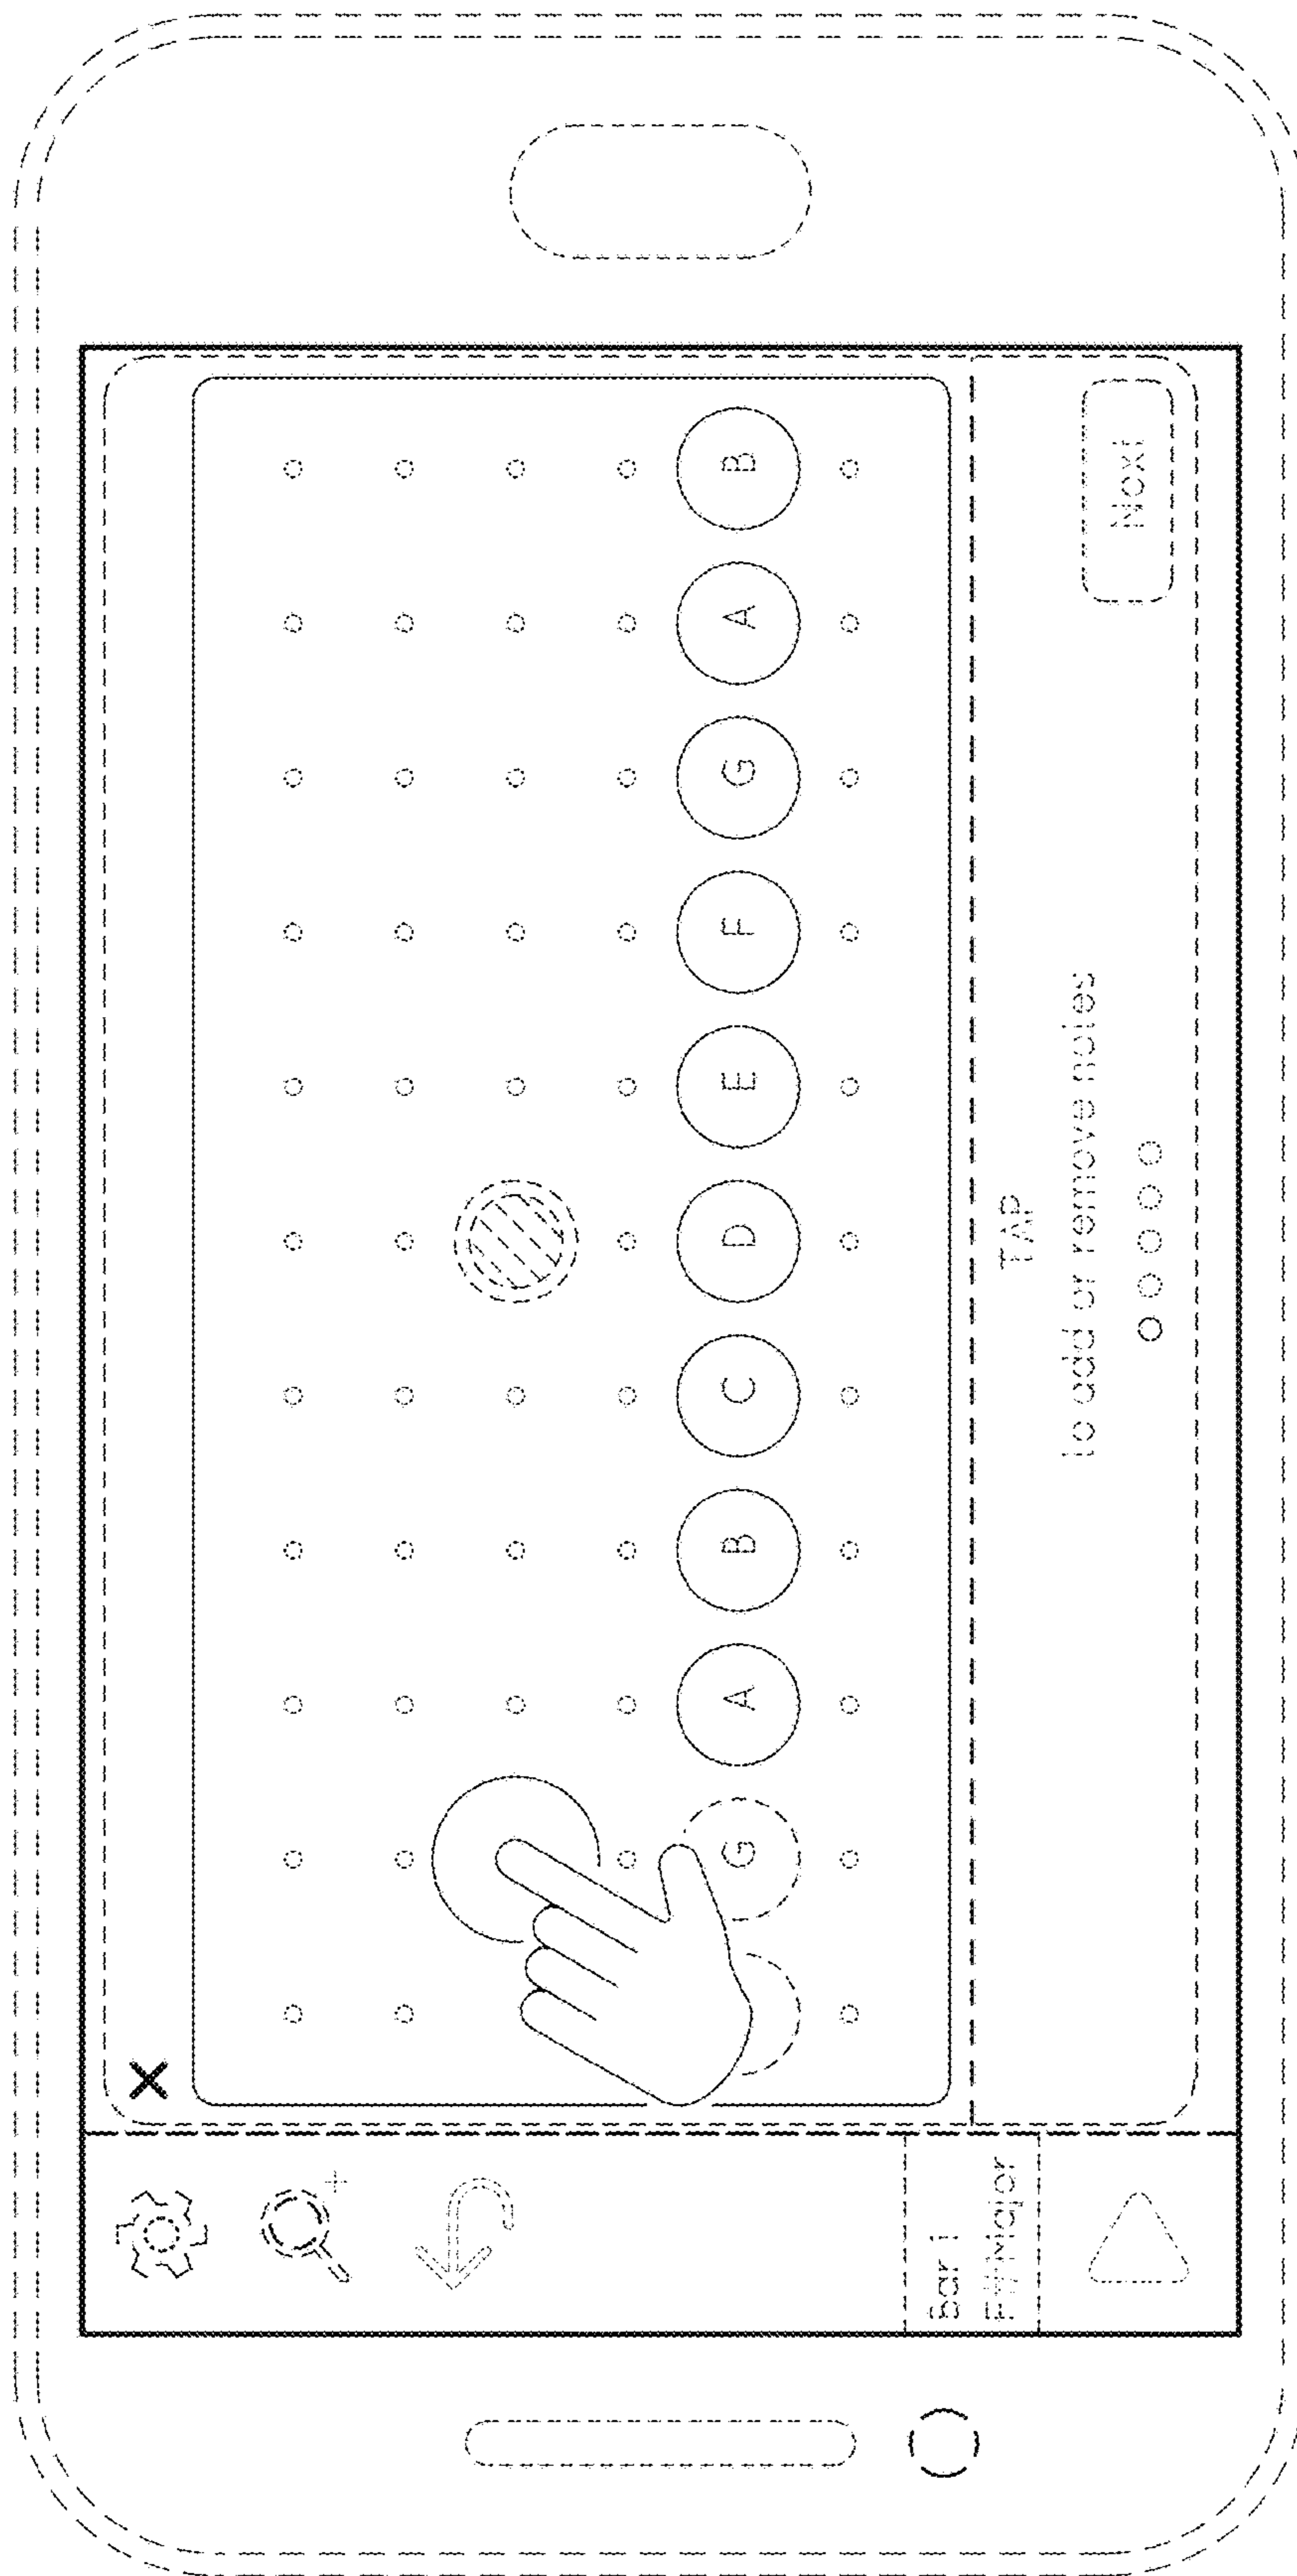 G A B C D E F G A B
Bar 1
F# Major
TAP
to add or remove notes
Next